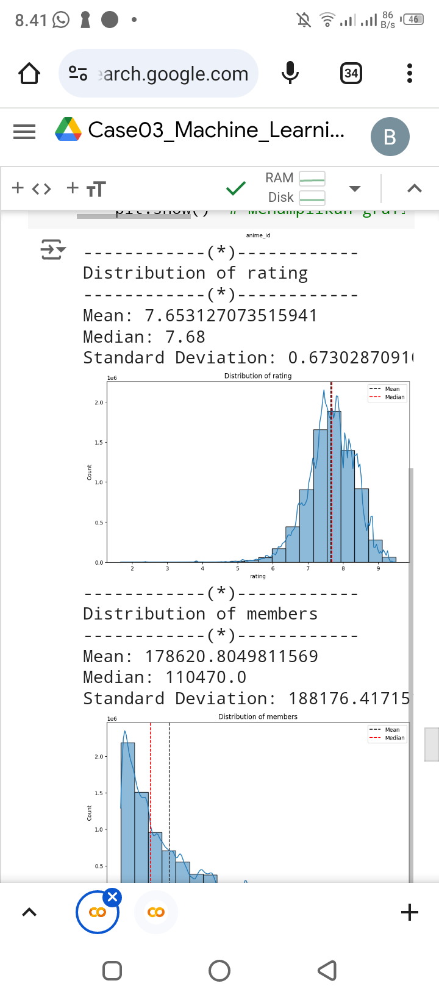 8.41
86
B/s
46
arch.google.com
34
Case03_Machine_Learni...
B
+ <> + TT
RAM
Disk
plt.show() # Menampilkan graf
anime_id
------------(*)------------
Distribution of rating
------------(*)------------
Mean: 7.653127073515941
Median: 7.68
Standard Deviation: 0.6730287091
Distribution of rating
1e6
Mean
Median
2.0
1.5
1.0
0.5
0.0
Count
2 3 4 5 6 7 8 9
rating
------------(*)------------
Distribution of members
------------(*)------------
Mean: 178620.8049811569
Median: 110470.0
Standard Deviation: 188176.41715
Distribution of members
1e6
Mean
Median
2.0
1.5
1.0
0.5
Count